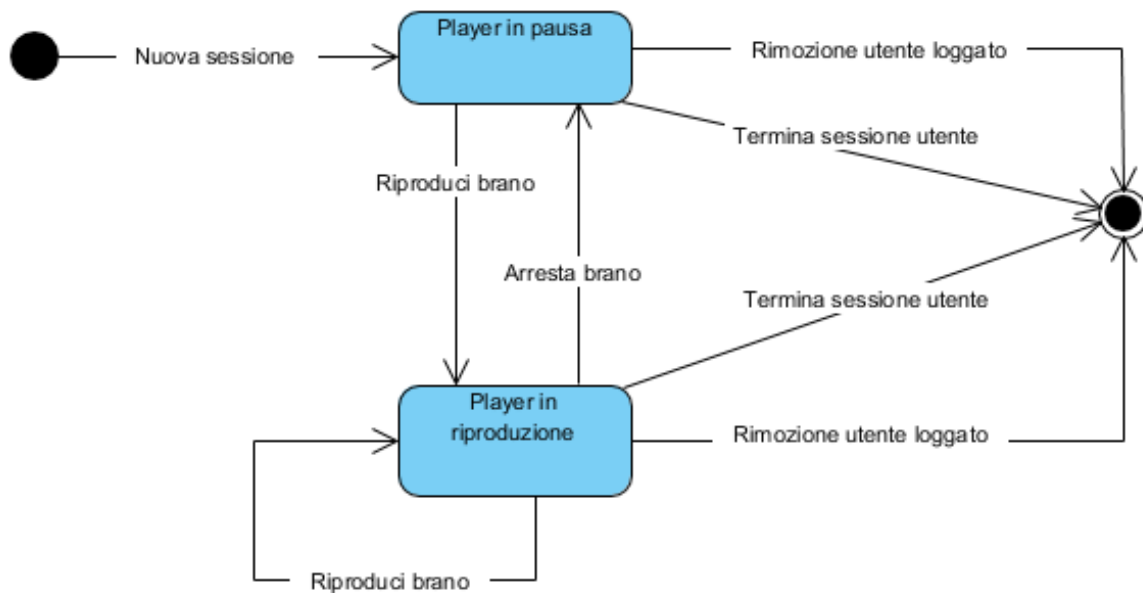 Player in pausa
Nuova sessione
Rimozione utente loggato
Termina sessione utente
Riproduci brano
Arresta brano
Termina sessione utente
Player in
riproduzione
Rimozione utente loggato
Riproduci brano